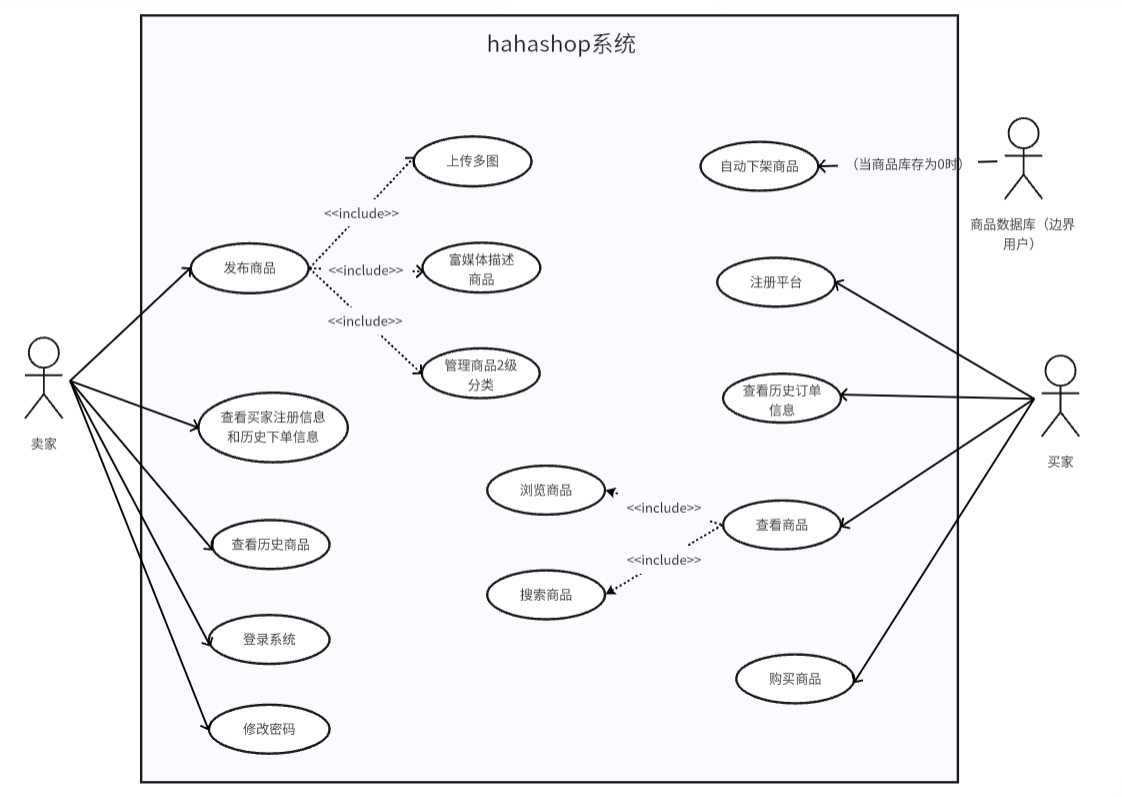 hahashop系统
上传多图
自动下架商品
（当商品库存为0时）
<<include>>
商品数据库（边界
用户）
发布商品
<<include>>
富媒体描述
商品
注册平台
<<include>>
管理商品2级
分类
查看历史订单
信息
查看买家注册信息
和历史下单信息
卖家
买家
浏览商品
<<include>>
查看商品
查看历史商品
<<include>>
搜索商品
登录系统
购买商品
修改密码